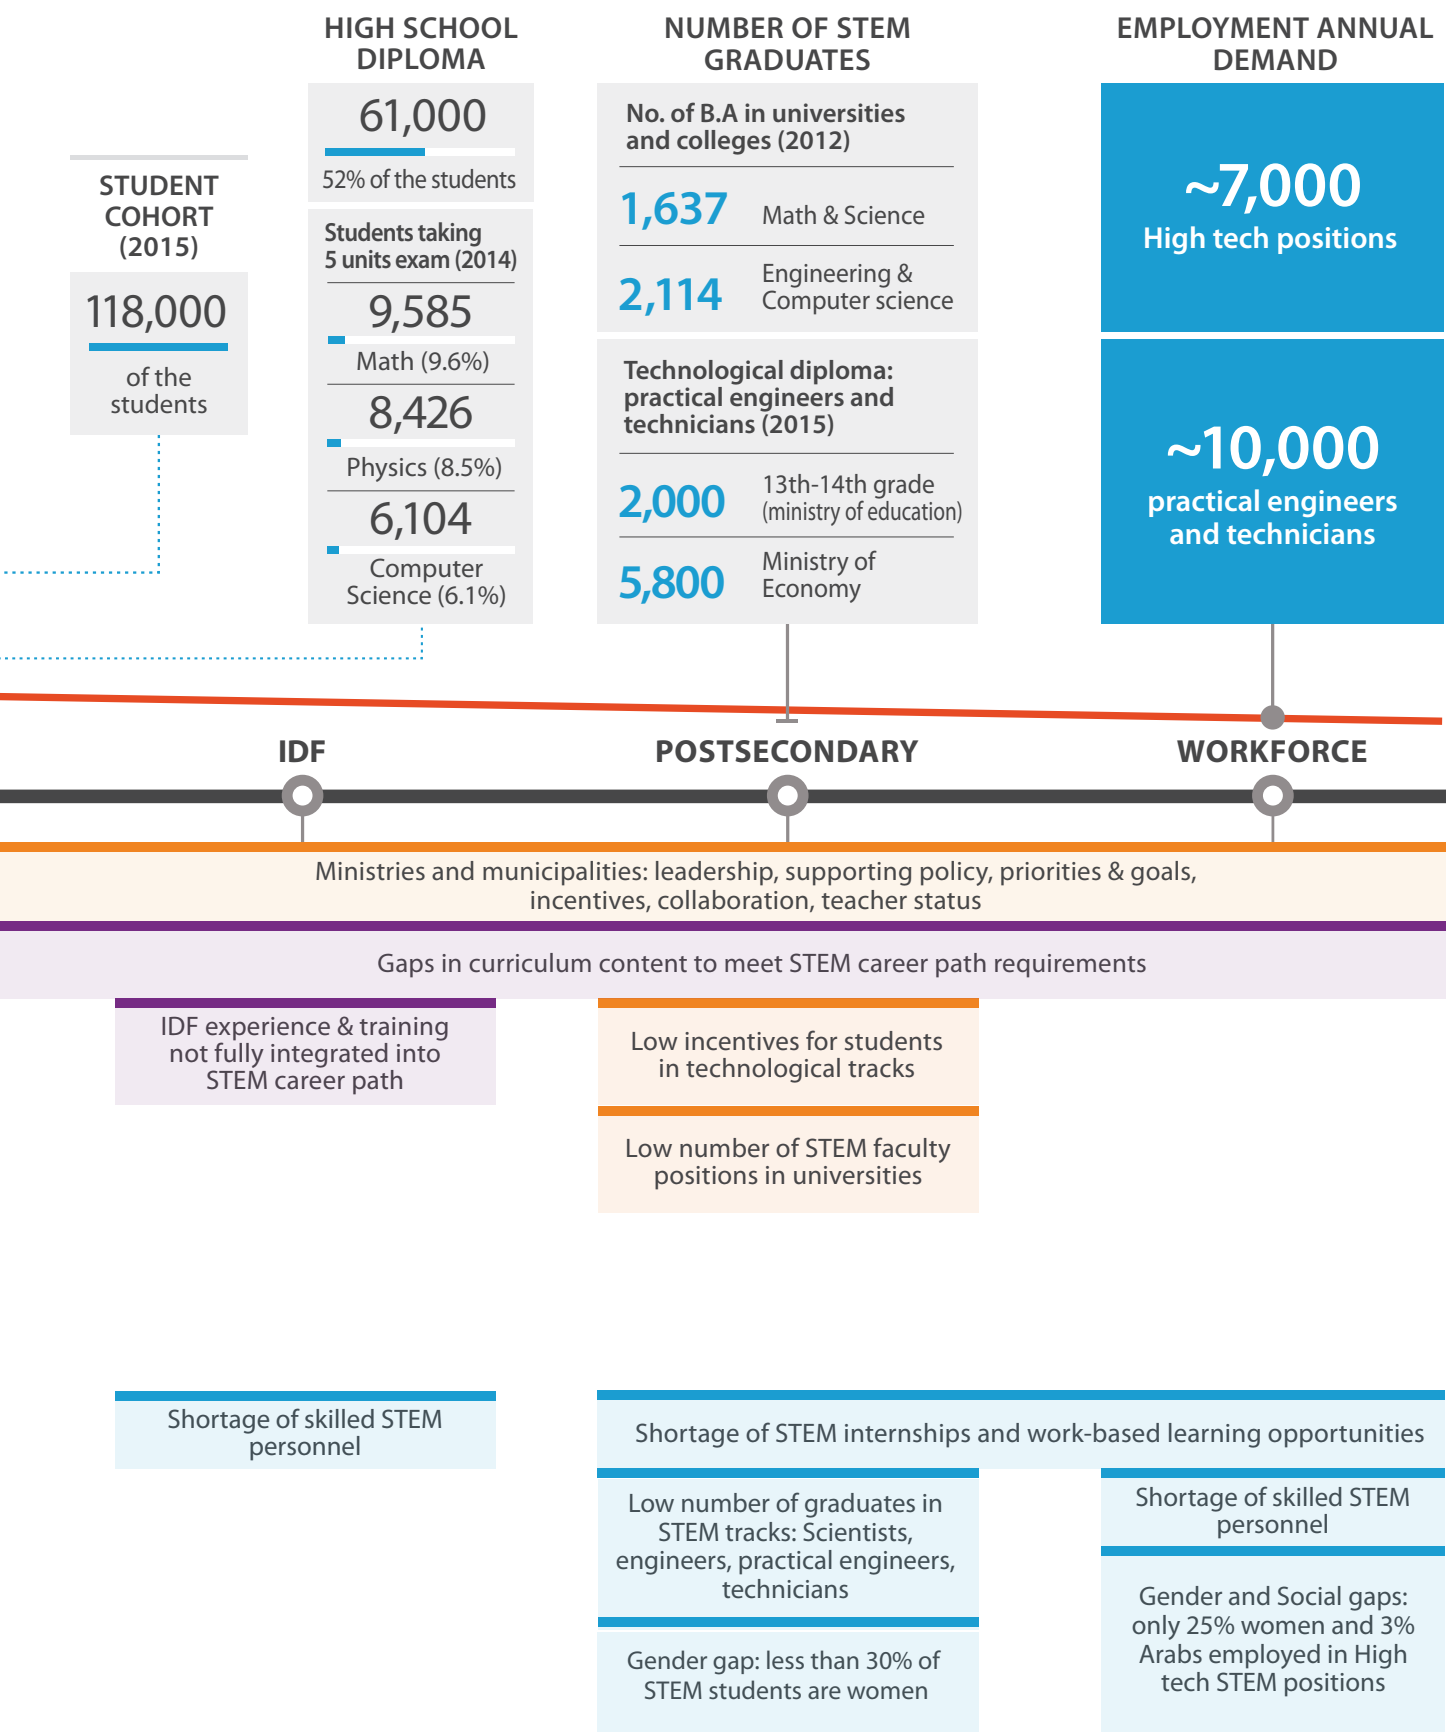 STUDENT
COHORT
(2015)
118,000
of the
students
HIGH SCHOOL
DIPLOMA
61,000
52% of the students
Students taking
5 units exam (2014)
9,585
Math (9.6%)
8,426
Physics (8.5%)
6,104
Computer
Science (6.1%)
NUMBER OF STEM
GRADUATES
No. of B.A in universities
and colleges (2012)
1,637
Math & Science
2,114
Engineering &
Computer science
Technological diploma:
practical engineers and
technicians (2015)
2,000
13th-14th grade
(ministry of education)
5,800
Ministry of
Economy
EMPLOYMENT ANNUAL
DEMAND
~7,000
High tech positions
~10,000
practical engineers
and technicians
IDF
POSTSECONDARY
WORKFORCE
Ministries and municipalities: leadership, supporting policy, priorities & goals,
incentives, collaboration, teacher status
Gaps in curriculum content to meet STEM career path requirements
IDF experience & training
not fully integrated into
STEM career path
Low incentives for students
in technological tracks
Low number of STEM faculty
positions in universities
Shortage of skilled STEM
personnel
Shortage of STEM internships and work-based learning opportunities
Low number of graduates in
STEM tracks: Scientists,
engineers, practical engineers,
technicians
Gender gap: less than 30% of
STEM students are women
Shortage of skilled STEM
personnel
Gender and Social gaps:
only 25% women and 3%
Arabs employed in High
tech STEM positions